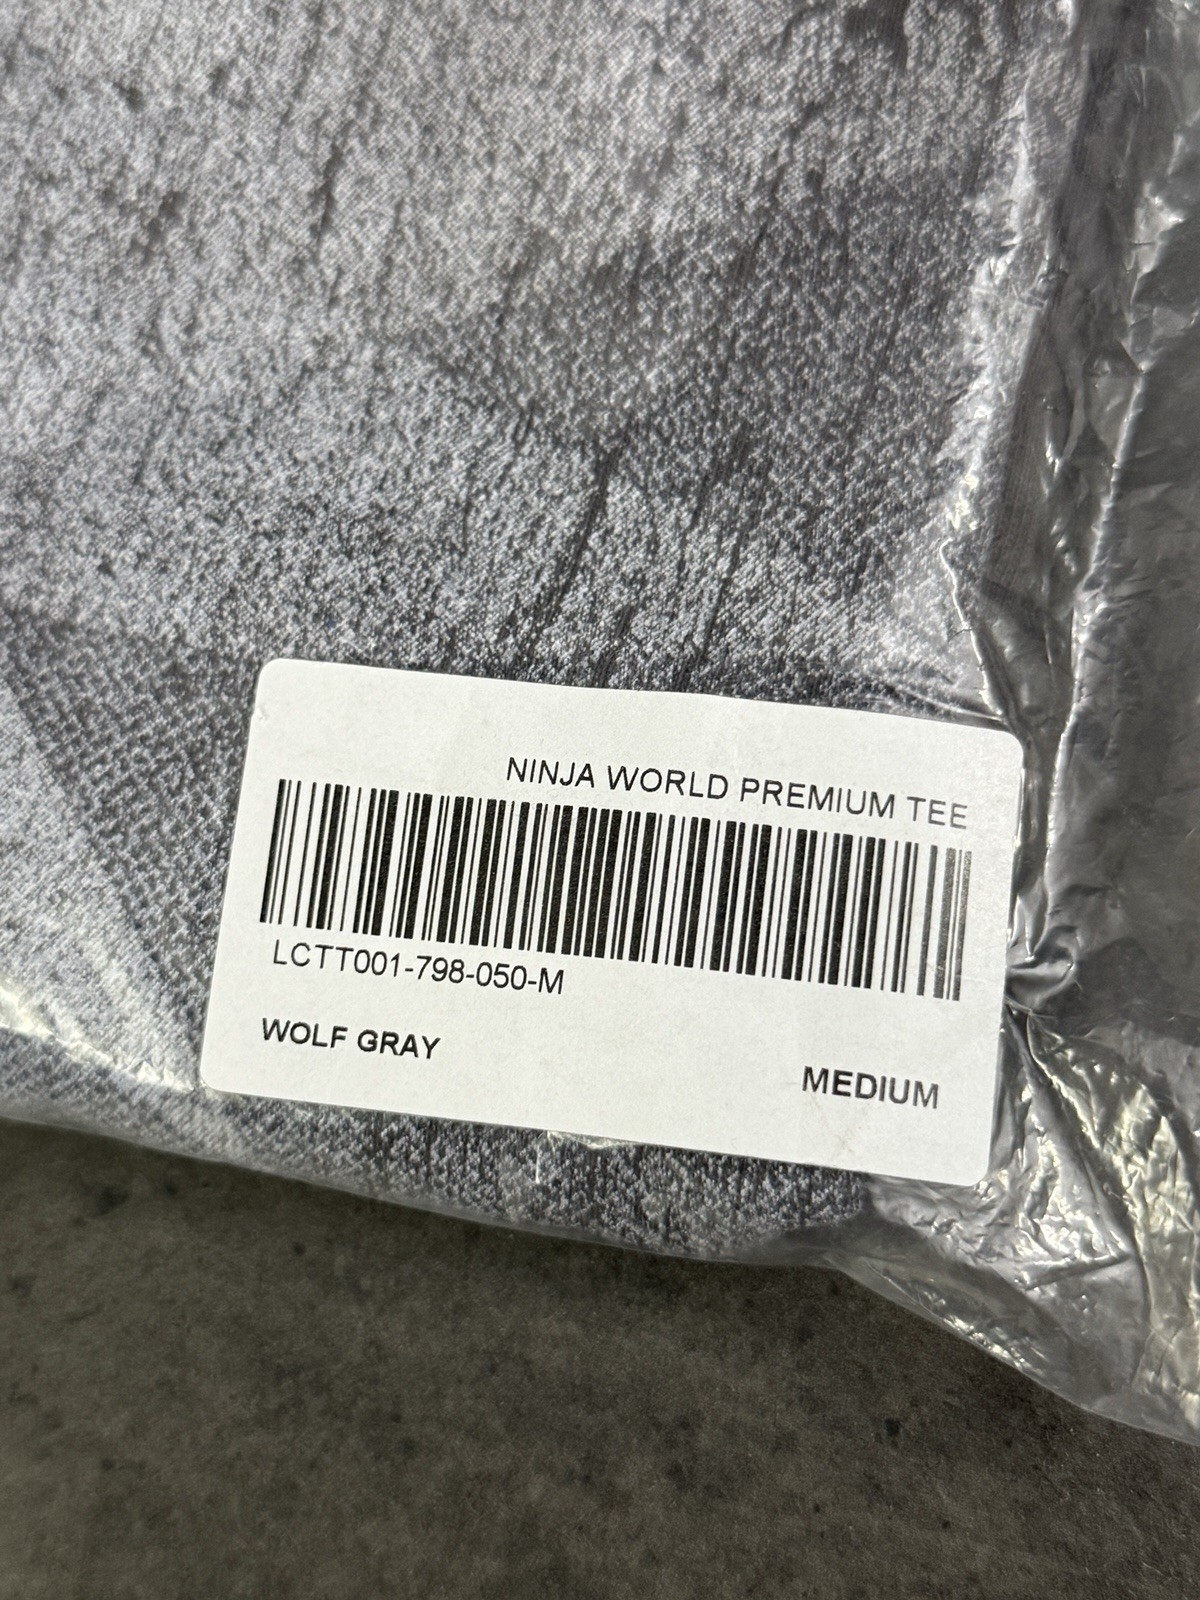 NINJA WORLD PREMIUM TEE
LCTT001-798-050-M
WOLF GRAY
MEDIUM